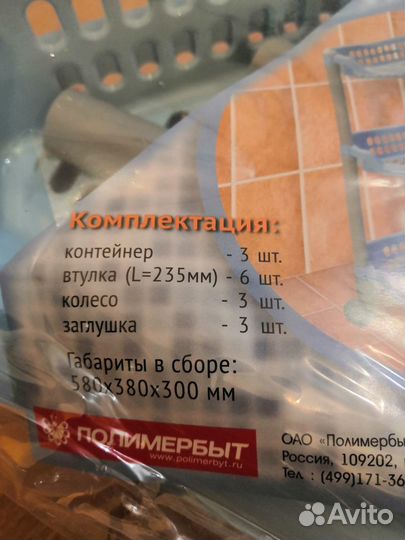 Комплектация:
контейнер - 3 шт.
втулка (L=235мм) - 6 шт.
колесо - 3 шт.
заглушка - 3 шт.
Габариты в сборе:
580х380х300 мм
ПОЛИМЕРБЫТ
www.polimerbyt.ru
ОАО «Полимербы
Россия, 109202,
Тел. : (499)171-36
Avito